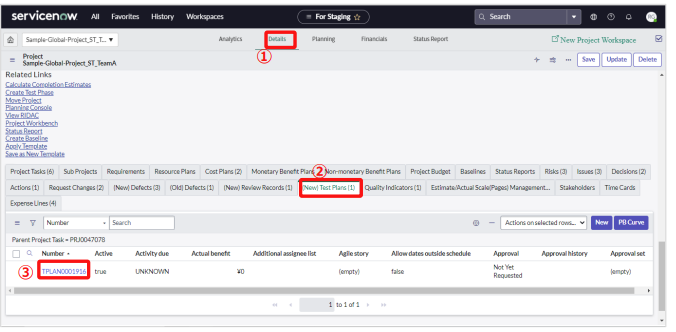 servicenow All Favorites History Workspaces For Staging ☆ Search
Sample-Global-Project_ST_T... ▼ Analytics Details Planning Financials Status Report New Project Workspace
①
Project
Sample-Global-Project_ST_TeamA Save Update Delete
Related Links
Calculate Completion Estimates
Create Test Phase
Move Project
Planning Console
View RIDAC
Project Workbench
Status Report
Create Baseline
Apply Template
Save as New Template
②
Project Tasks (6) Sub Projects Requirements Resource Plans Cost Plans (2) Monetary Benefit Plans Non-monetary Benefit Plans Project Budget Baselines Status Reports Risks (3) Issues (3) Decisions (2)
Actions (1) Request Changes (2) (New) Defects (3) (Old) Defects (1) (New) Review Records (1) (New) Test Plans (1) Quality Indicators (1) Estimate/Actual Scale(Pages) Management... Stakeholders Time Cards
Expense Lines (4)
Number Search Actions on selected rows... New PB Curve
Parent Project Task = PRJ0047078
Number Active Activity due Actual benefit Additional assignee list Agile story Allow dates outside schedule Approval Approval history Approval set
③ TPLAN0001916 true UNKNOWN ¥0 (empty) false Not Yet Requested (empty)
1 to 1 of 1